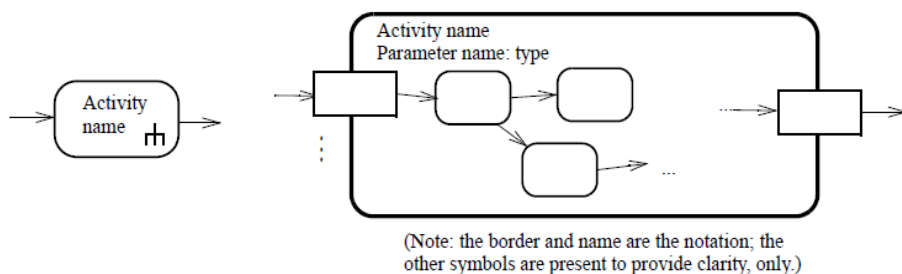 Activity
name
Activity name
Parameter name: type
...
...
...
(Note: the border and name are the notation; the
other symbols are present to provide clarity, only.)